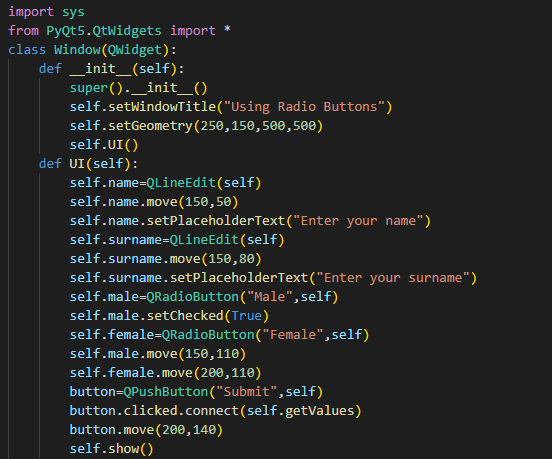 import sys
from PyQt5.QtWidgets import *
class Window(QWidget):
    def __init__(self):
        super().__init__()
        self.setWindowTitle("Using Radio Buttons")
        self.setGeometry(250,150,500,500)
        self.UI()
    def UI(self):
        self.name=QLineEdit(self)
        self.name.move(150,50)
        self.name.setPlaceholderText("Enter your name")
        self.surname=QLineEdit(self)
        self.surname.move(150,80)
        self.surname.setPlaceholderText("Enter your surname")
        self.male=QRadioButton("Male",self)
        self.male.setChecked(True)
        self.female=QRadioButton("Female",self)
        self.male.move(150,110)
        self.female.move(200,110)
        button=QPushButton("Submit",self)
        button.clicked.connect(self.getValues)
        button.move(200,140)
        self.show()